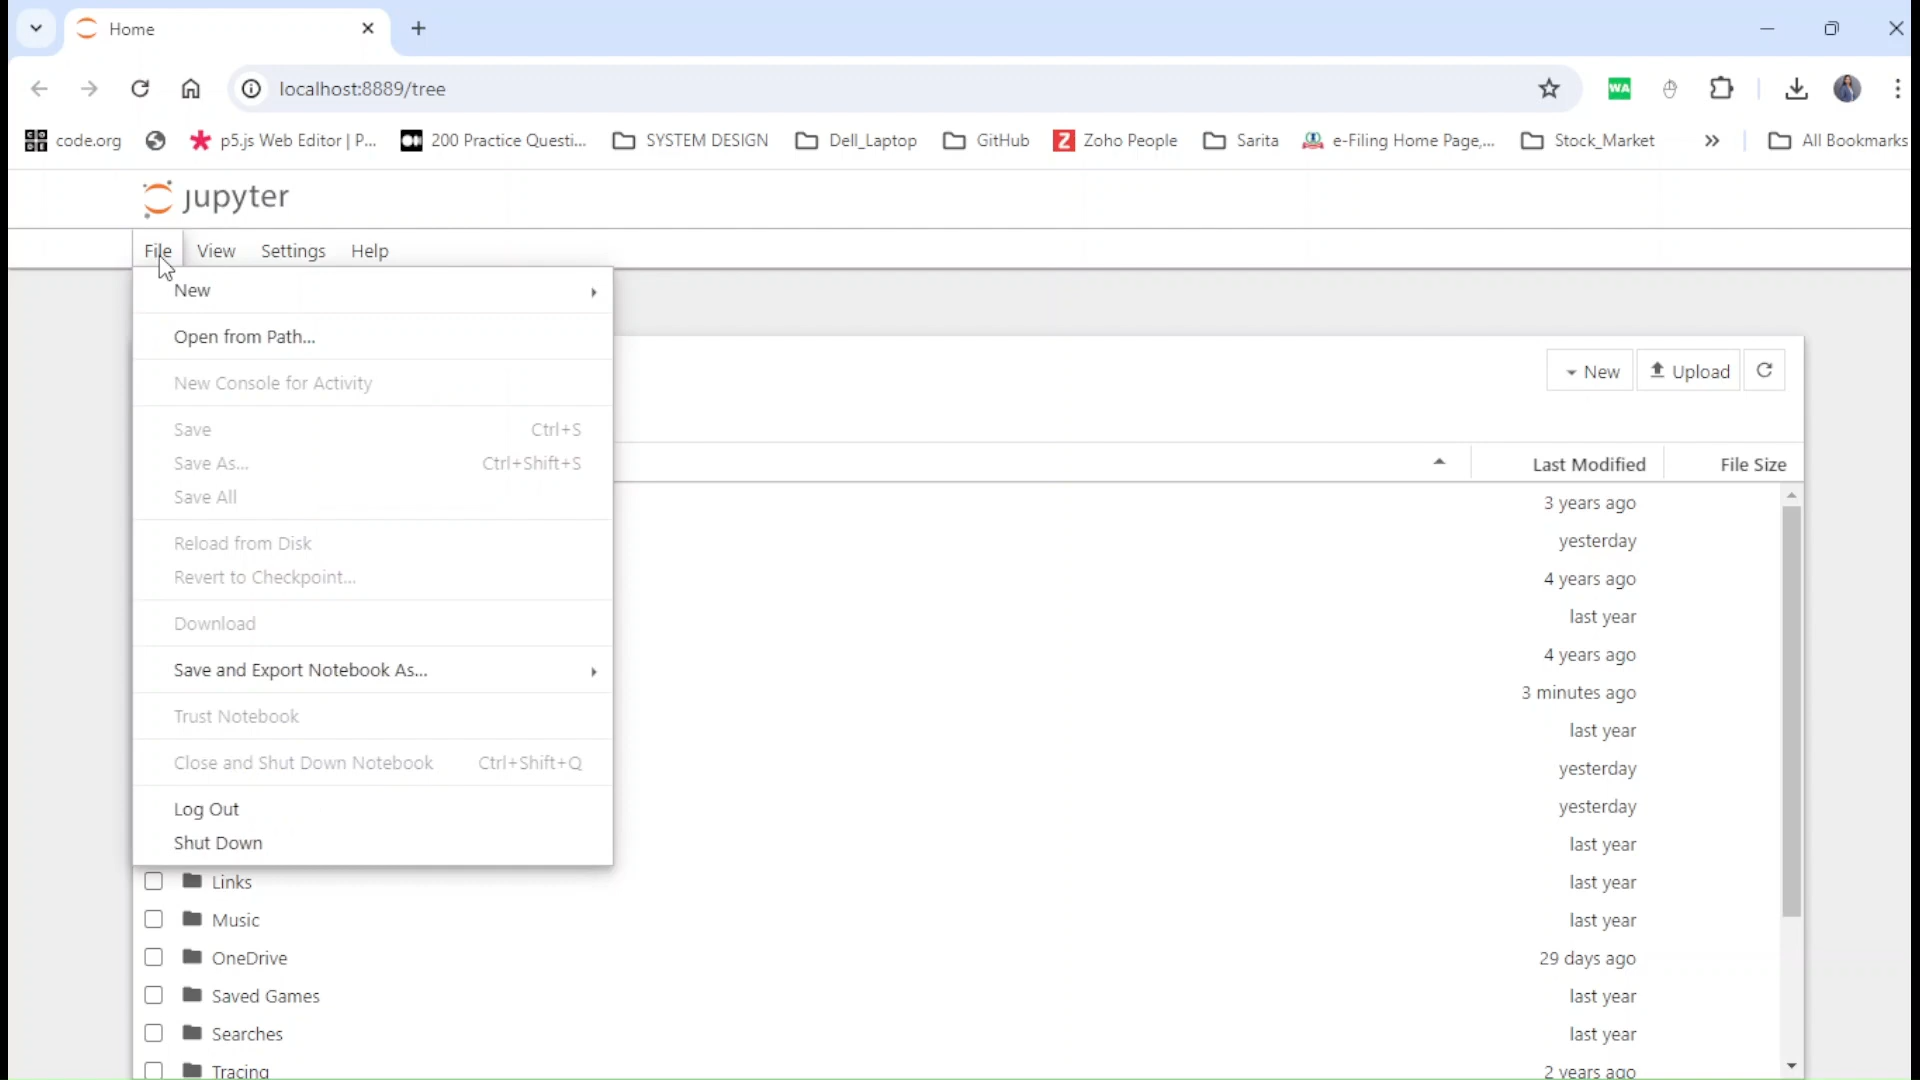 Home
localhost:8889/tree
WA
code.org
p5.js Web Editor | P...
200 Practice Questi...
SYSTEM DESIGN
Dell_Laptop
GitHub
Zoho People
Sarita
e-Filing Home Page,...
Stock_Market
All Bookmarks
jupyter
File View Settings Help
New
Open from Path...
New Console for Activity
Save Ctrl+S
Save As... Ctrl+Shift+S
Save All
Reload from Disk
Revert to Checkpoint...
Download
Save and Export Notebook As...
Trust Notebook
Close and Shut Down Notebook Ctrl+Shift+Q
Log Out
Shut Down
New Upload
Last Modified File Size
3 years ago
yesterday
4 years ago
last year
4 years ago
3 minutes ago
last year
yesterday
yesterday
last year
Links last year
Music last year
OneDrive 29 days ago
Saved Games last year
Searches last year
Tracing 2 years ago